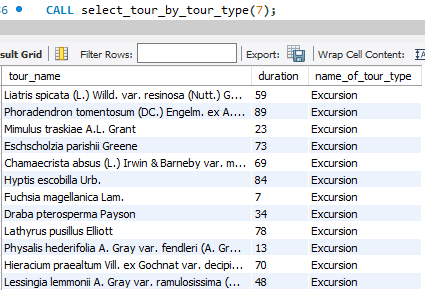 36 CALL select_tour_by_tour_type(7);
sult Grid Filter Rows: Export: Wrap Cell Content:
tour_name duration name_of_tour_type
Liatris spicata (L.) Willd. var. resinosa (Nutt.) G... 59 Excursion
Phoradendron tomentosum (DC.) Engelm. ex A.... 89 Excursion
Mimulus traskiae A.L. Grant 23 Excursion
Eschscholzia parishii Greene 73 Excursion
Chamaecrista absus (L.) Irwin & Barneby var. m... 69 Excursion
Hyptis escobilla Urb. 84 Excursion
Fuchsia magellanica Lam. 7 Excursion
Draba pterosperma Payson 34 Excursion
Lathyrus pusillus Elliott 78 Excursion
Physalis hederifolia A. Gray var. fendleri (A. Gr... 13 Excursion
Hieracium praealtum Vill. ex Gochnat var. decipi... 70 Excursion
Lessingia lemmonii A. Gray var. ramulosissima (... 48 Excursion